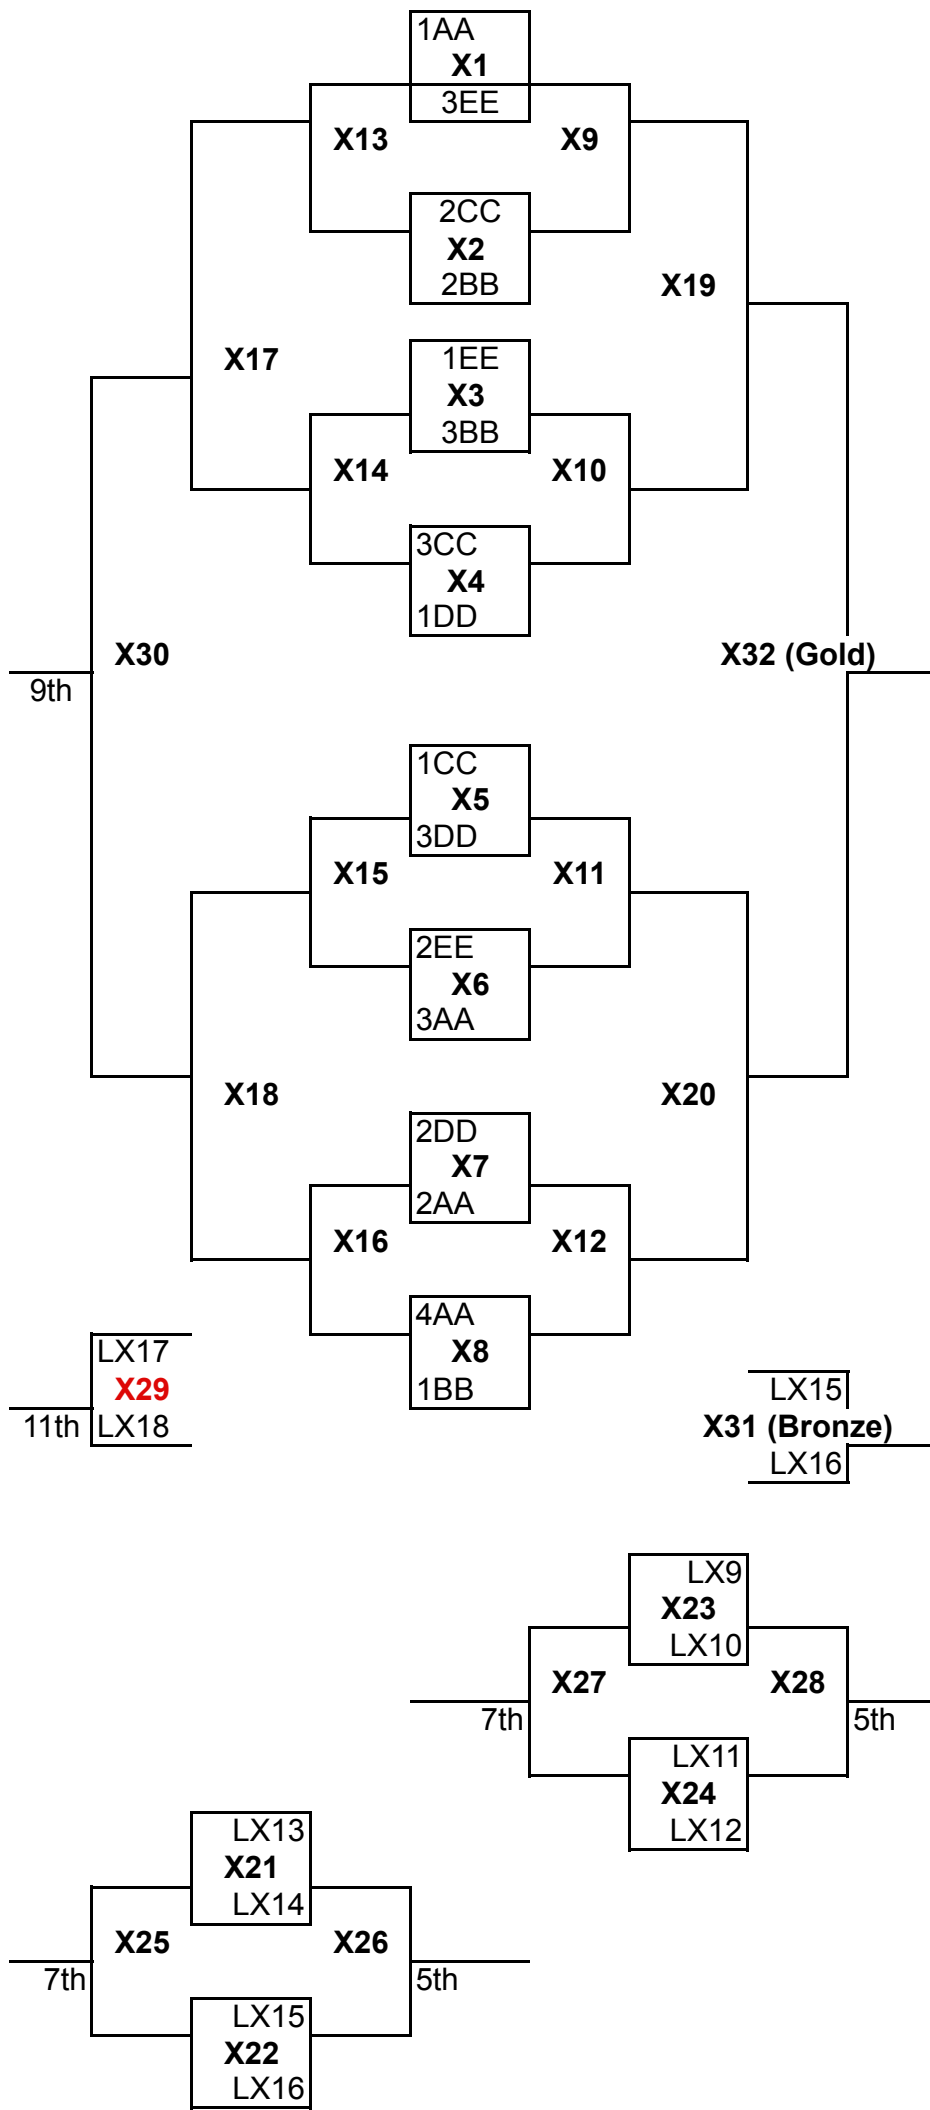 1AA
X1
3EE
X13
X9
2CC
X2
2BB
X19
X17
1EE
X3
3BB
X14
X10
3CC
X4
1DD
X30
X32 (Gold)
9th
1CC
X5
3DD
X15
X11
2EE
X6
3AA
X18
X20
2DD
X7
2AA
X16
X12
4AA
X8
1BB
LX17
X29
LX18
11th
LX15
X31 (Bronze)
LX16
LX9
X23
LX10
X27
X28
7th
5th
LX11
X24
LX12
LX13
X21
LX14
X25
X26
7th
5th
LX15
X22
LX16